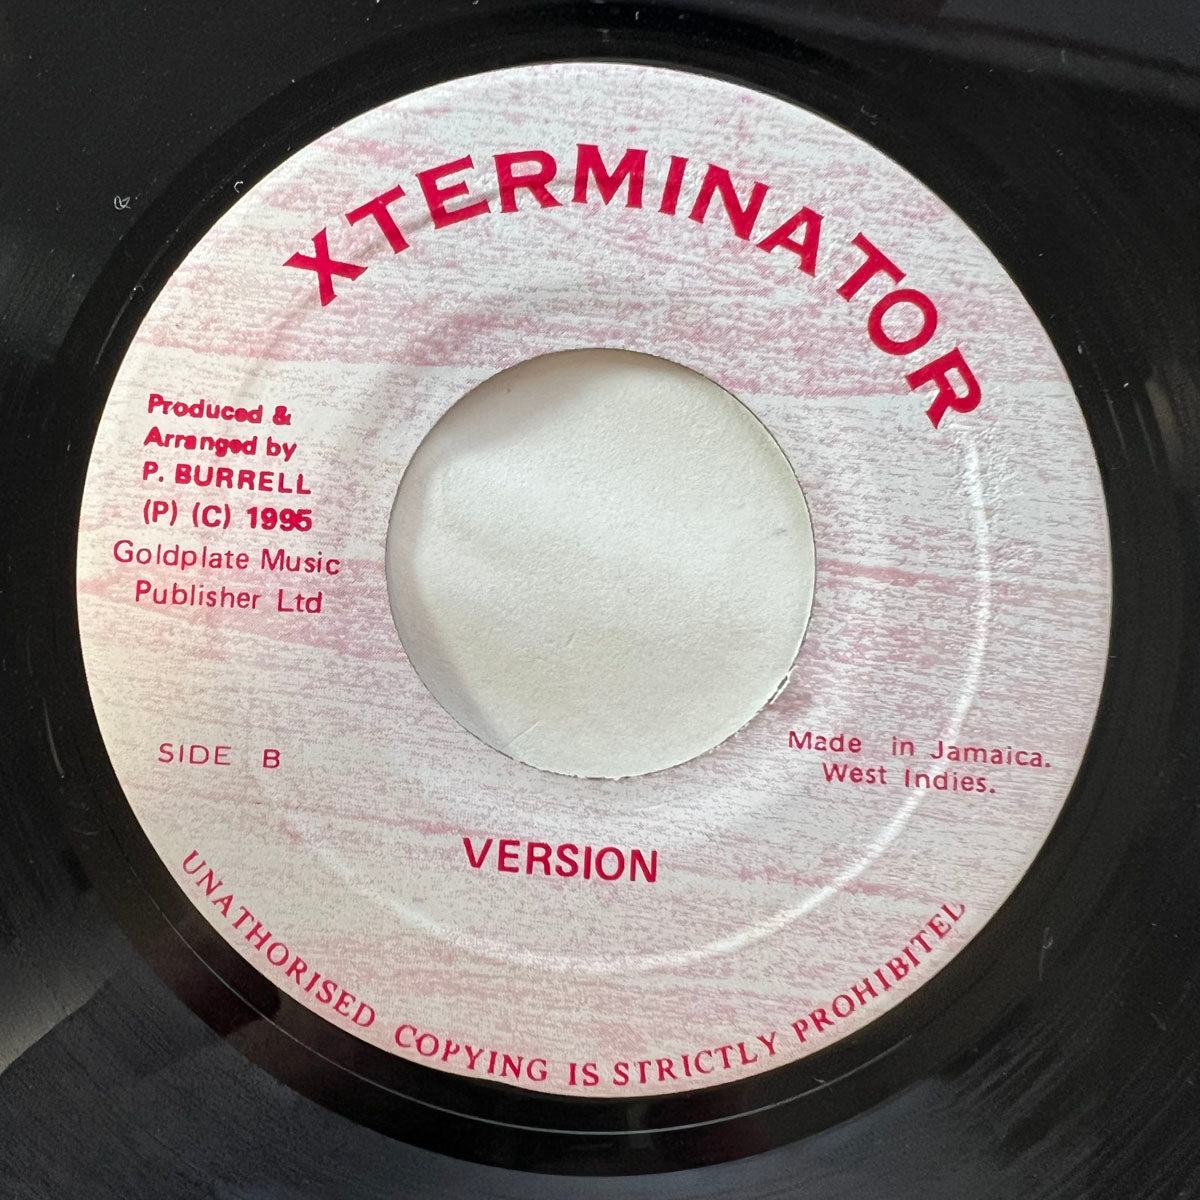 XTERMINATOR
Produced &
Arranged by
P. BURRELL
(P) (C) 1995
Goldplate Music
Publisher Ltd
SIDE B
Made in Jamaica.
West Indies.
VERSION
UNATHORISED COPYING IS STRICTLY PROHIBITED